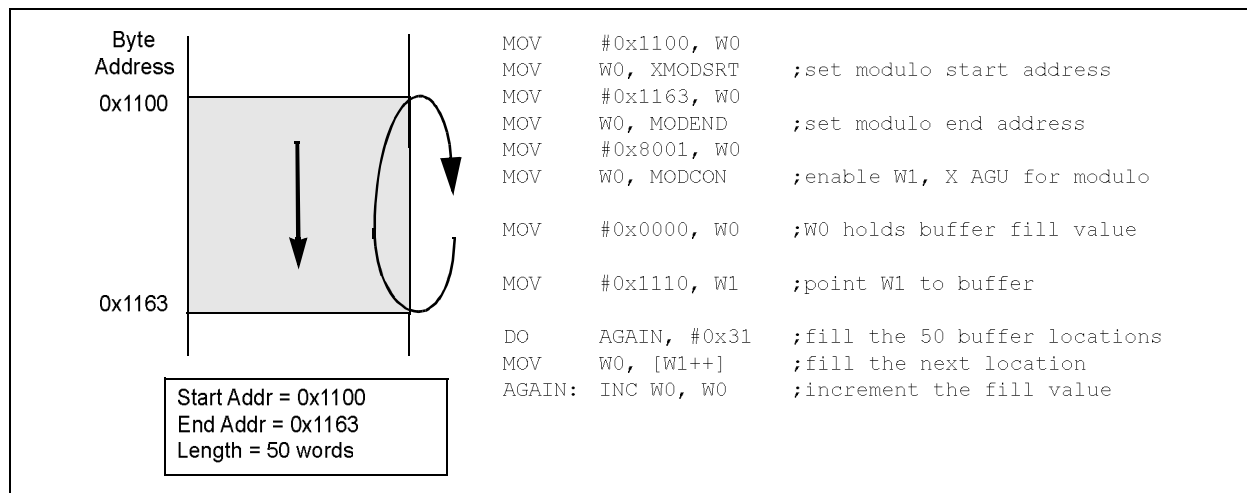 Byte
Address
0x1100
0x1163
Start Addr = 0x1100
End Addr = 0x1163
Length = 50 words
MOV #0x1100, W0
MOV W0, XMODSRT ;set modulo start address
MOV #0x1163, W0
MOV W0, MODEND ;set modulo end address
MOV #0x8001, W0
MOV W0, MODCON ;enable W1, X AGU for modulo
MOV #0x0000, W0 ;W0 holds buffer fill value
MOV #0x1110, W1 ;point W1 to buffer
DO AGAIN, #0x31 ;fill the 50 buffer locations
MOV W0, [W1++] ;fill the next location
AGAIN: INC W0, W0 ;increment the fill value